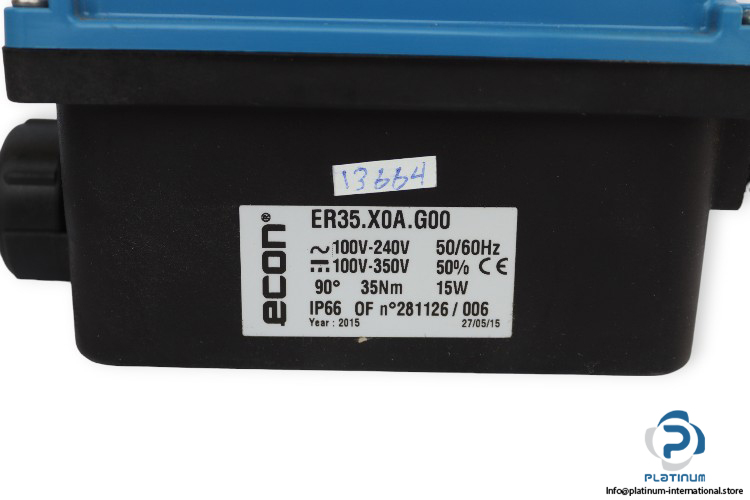 13664
econ®
ER35.X0A.G00
~ 100V-240V 50/60Hz
⎓ 100V-350V 50% CE
90° 35Nm 15W
IP66 OF n°281126 / 006
Year : 2015 27/05/15
PLATINUM
Info@platinum-international.store